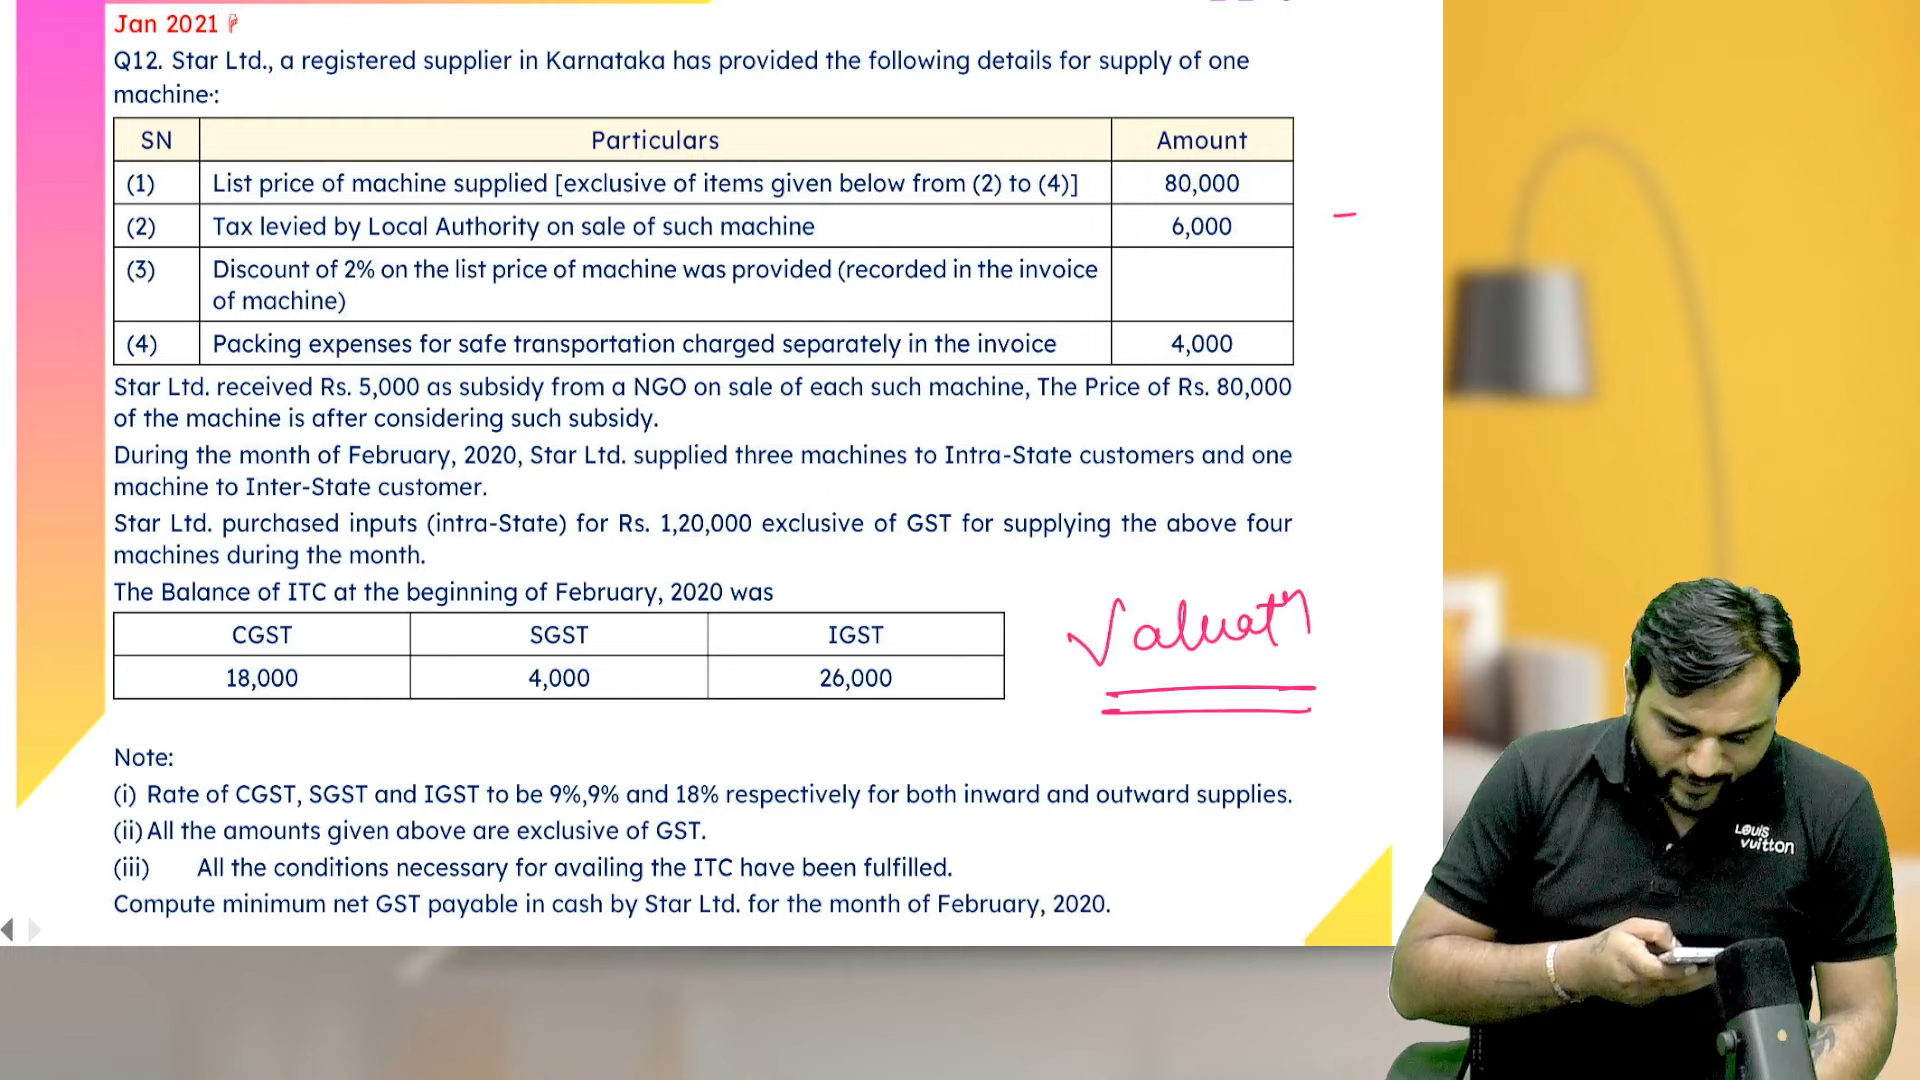 Jan 2021
Q12. Star Ltd., a registered supplier in Karnataka has provided the following details for supply of one
machine·:
SN Particulars Amount
(1) List price of machine supplied [exclusive of items given below from (2) to (4)] 80,000
(2) Tax levied by Local Authority on sale of such machine 6,000
(3) Discount of 2% on the list price of machine was provided (recorded in the invoice
of machine)
(4) Packing expenses for safe transportation charged separately in the invoice 4,000
Star Ltd. received Rs. 5,000 as subsidy from a NGO on sale of each such machine, The Price of Rs. 80,000
of the machine is after considering such subsidy.
During the month of February, 2020, Star Ltd. supplied three machines to Intra-State customers and one
machine to Inter-State customer.
Star Ltd. purchased inputs (intra-State) for Rs. 1,20,000 exclusive of GST for supplying the above four
machines during the month.
The Balance of ITC at the beginning of February, 2020 was
CGST SGST IGST
18,000 4,000 26,000
Note:
(i) Rate of CGST, SGST and IGST to be 9%,9% and 18% respectively for both inward and outward supplies.
(ii) All the amounts given above are exclusive of GST.
(iii) All the conditions necessary for availing the ITC have been fulfilled.
Compute minimum net GST payable in cash by Star Ltd. for the month of February, 2020.
Louis
Vuitton